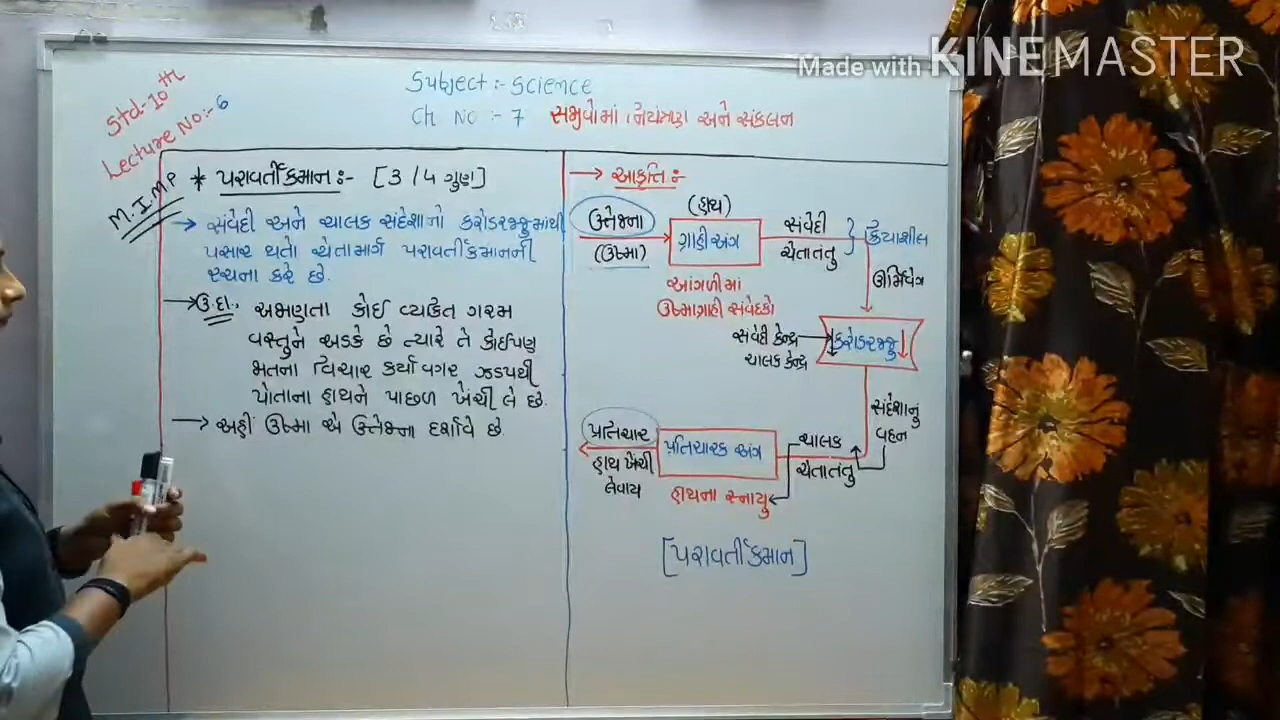 Made with KINEMASTER
Std-10th
Lecture No:- 6
Subject:- Science
Ch No :- 7 સજીવોમાં નિયંત્રણ અને સંકલન
M.I.M.P
* પરાવર્તીકમાન:- [3/4 ગુણ]
→ સંવેદી અને ચાલક સંદેશાનો કરોડરજ્જુમાંથી
પસાર થતો ચેતામાર્ગ પરાવર્તીકમાનની
રચના કરે છે.
→ ઉ.દા., અજાણતા કોઈ વ્યક્તિ ગરમ
વસ્તુને અડકે છે ત્યારે તે કોઈપણ
જાતના વિચાર કર્યા વગર ઝડપથી
પોતાના હાથને પાછળ ખેંચી લે છે.
→ અહીં ઉષ્મા એ ઉત્તેજના દર્શાવે છે.
→ આકૃતિ:-
ઉત્તેજના
(ઉષ્મા)
(હાથ)
ગ્રાહીઅંગ
આંગળીમાં
ઉષ્માગ્રાહી સંવેદકો
સંવેદી
ચેતાતંતુ
ક્રિયાશીલ
ઊર્મિવેગ
સંવેદી કેન્દ્ર
ચાલક કેન્દ્ર
કરોડરજ્જુ
સંદેશાનું
વહન
ચાલક
ચેતાતંતુ
પ્રતિચારક અંગ
હાથના સ્નાયુ
પ્રતિચાર
હાથ ખેંચી
લેવાય
[પરાવર્તીકમાન]